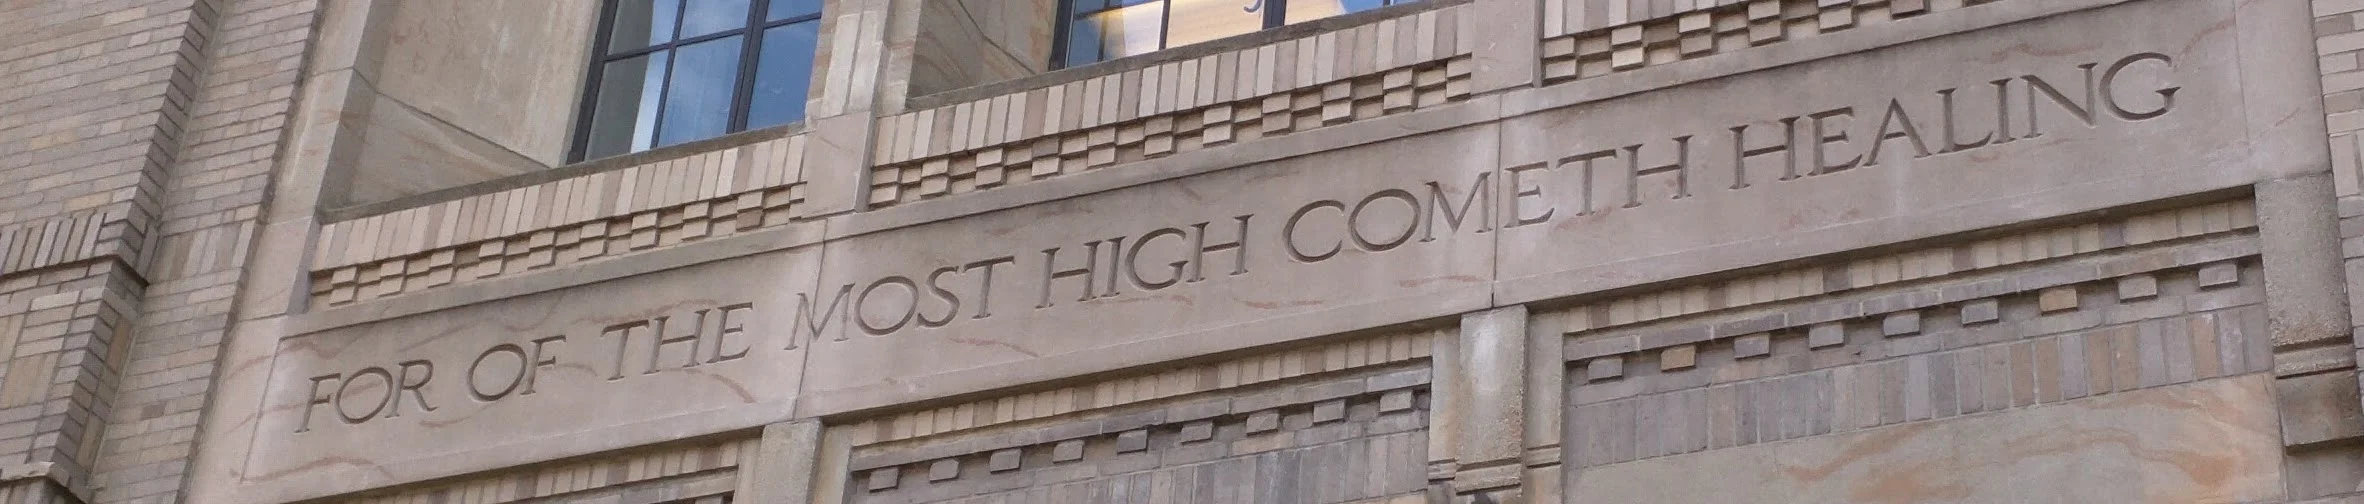 FOR OF THE MOST HIGH COMETH HEALING